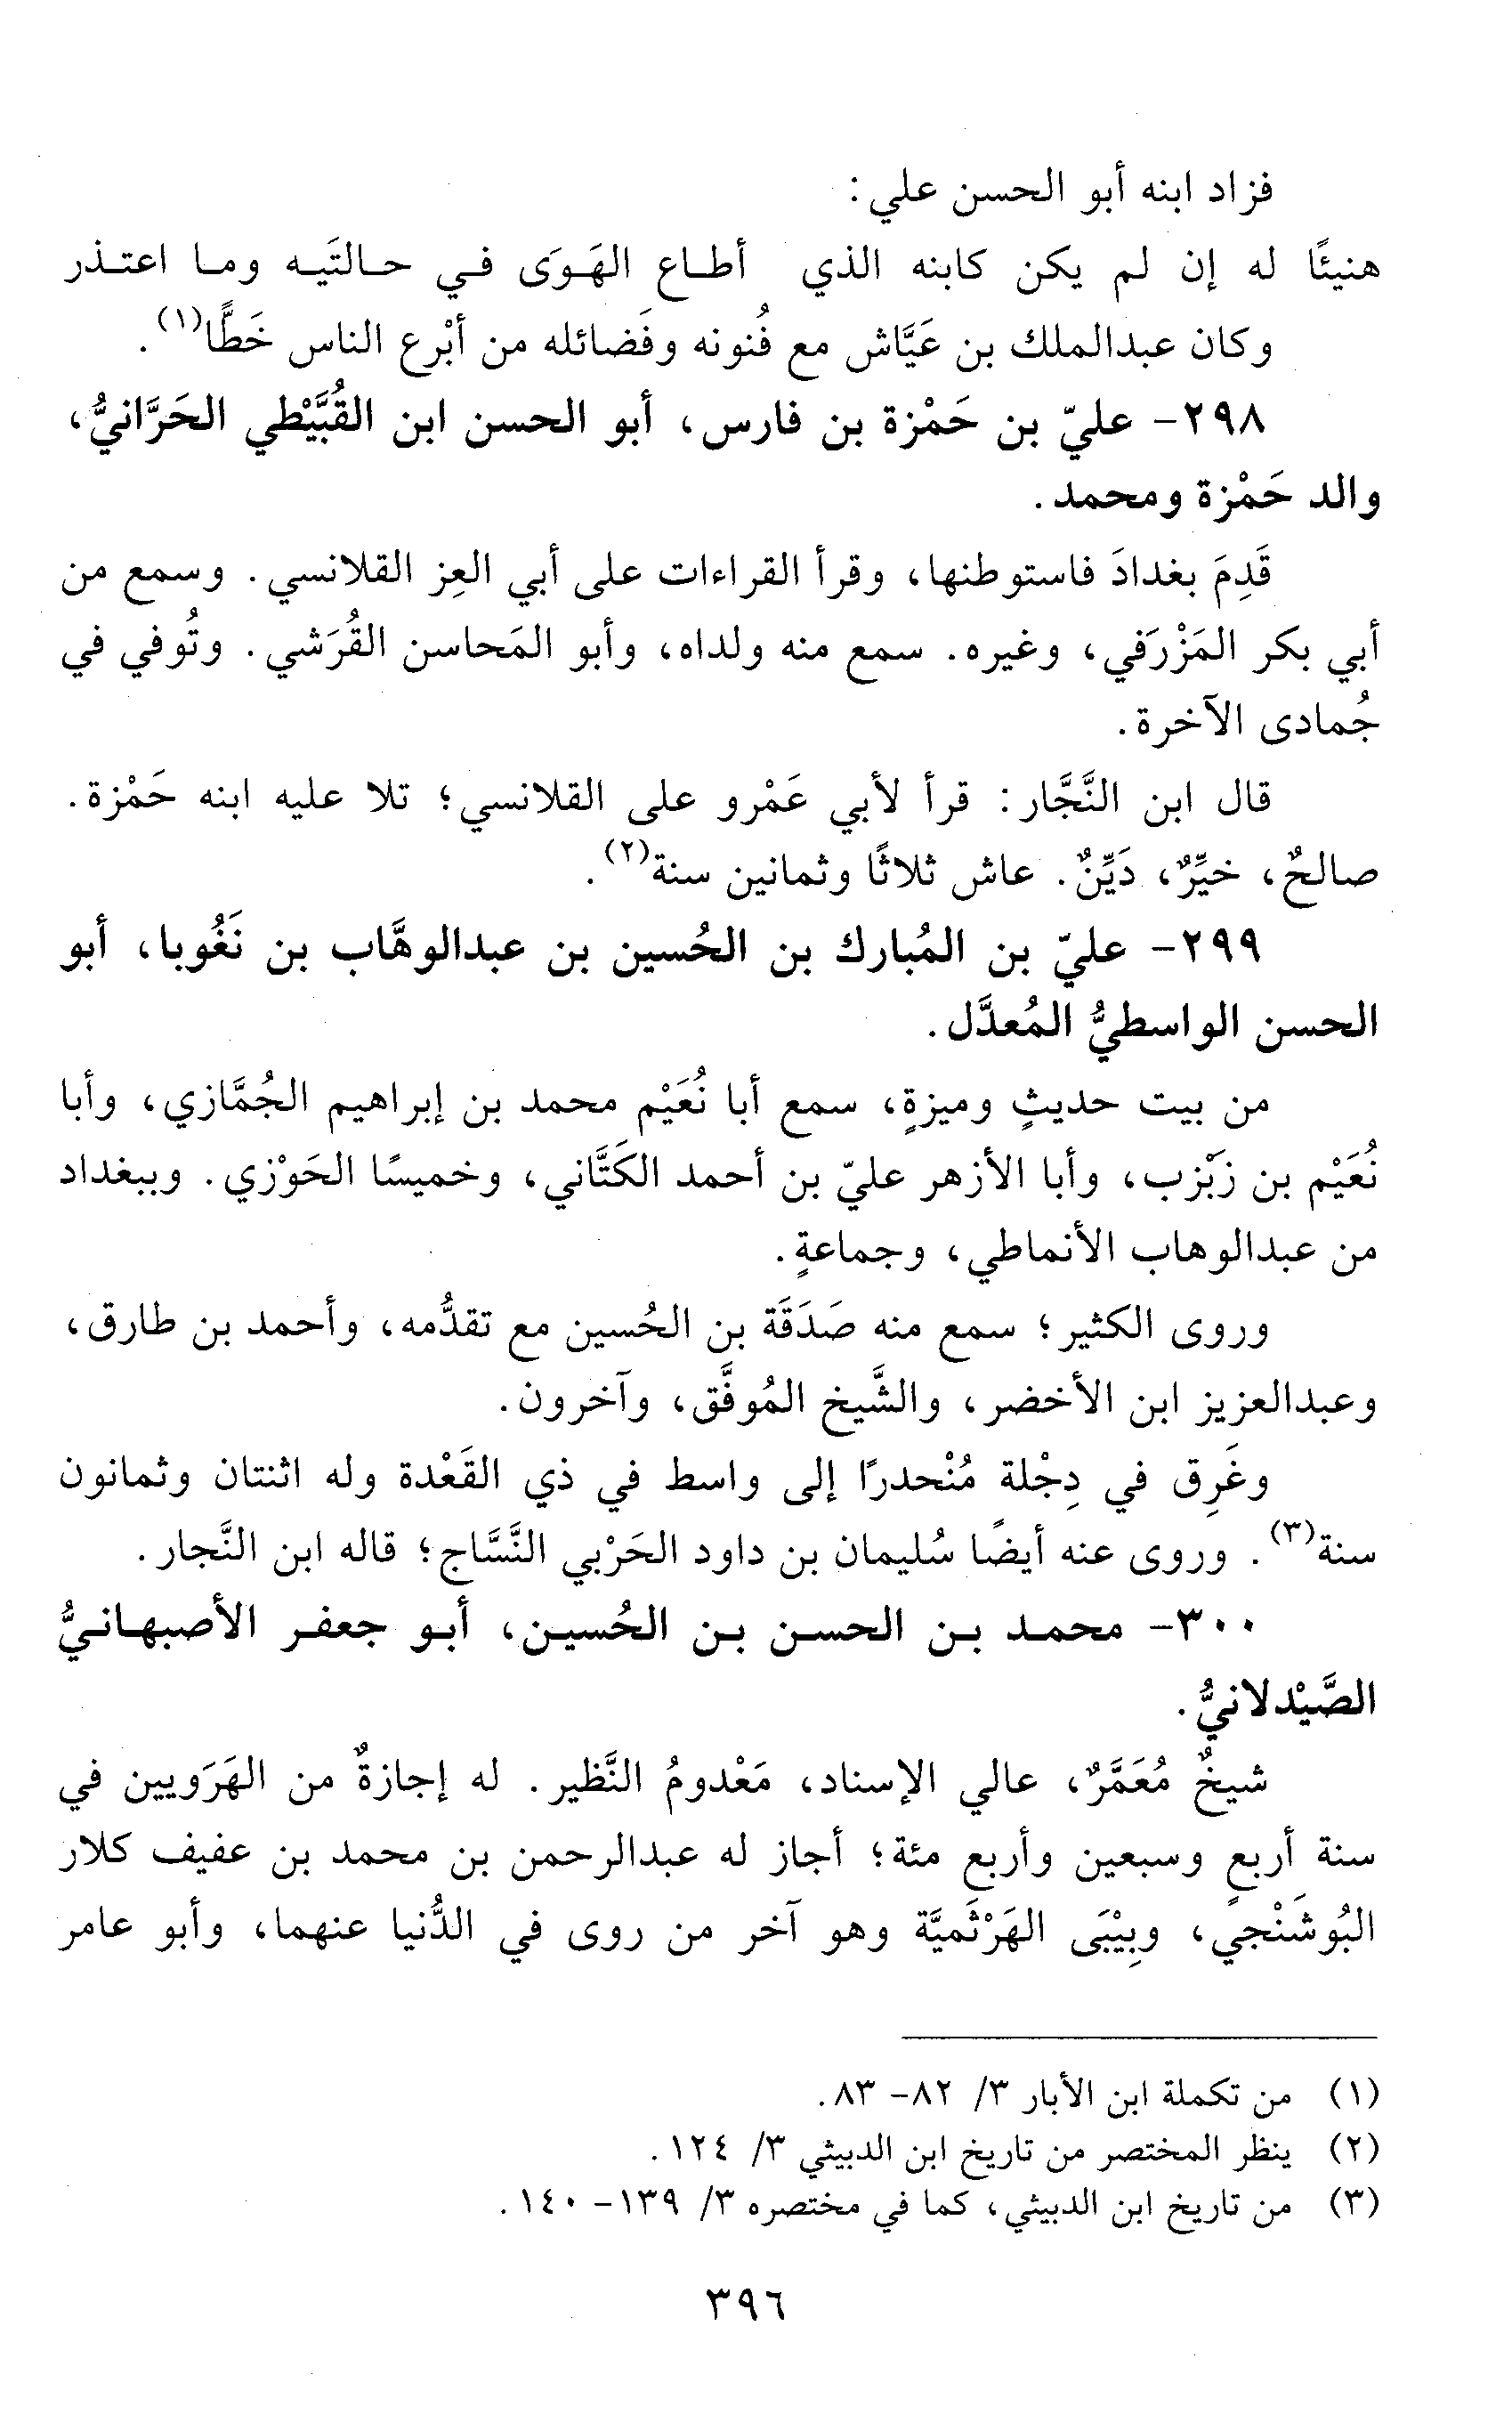 فزاد ابنه أبو الحسن علي:
هنيئًا له إن لم يكن كابنه الذي أطاع الهَوَى في حالتَيه وما اعتذر
وكان عبدالملك بن عَيَّاش مع فُنونه وفَضائله من أبْرع الناس خَطًّا(١).
٢٩٨- عليّ بن حَمْزة بن فارس، أبو الحسن ابن القُبَّيْطي الحَرَّانيُّ،
والد حَمْزة ومحمد.
قَدِمَ بغدادَ فاستوطنها، وقرأ القراءات على أبي العِز القلانسي. وسمع من
أبي بكر المَزْرَفي، وغيره. سمع منه ولداه، وأبو المَحاسن القُرَشي. وتُوفي في
جُمادى الآخرة.
قال ابن النَّجَّار: قرأ لأبي عَمْرو على القلانسي؛ تلا عليه ابنه حَمْزة.
صالحٌ، خيِّرٌ، دَيِّنٌ. عاش ثلاثًا وثمانين سنة(٢).
٢٩٩- عليّ بن المُبارك بن الحُسين بن عبدالوهَّاب بن نَغُوبا، أبو
الحسن الواسطيُّ المُعدَّل.
من بيت حديثٍ وميزةٍ، سمع أبا نُعَيْم محمد بن إبراهيم الجُمَّازي، وأبا
نُعَيْم بن زَبْزب، وأبا الأزهر عليّ بن أحمد الكَتَّاني، وخميسًا الحَوْزي. وببغداد
من عبدالوهاب الأنماطي، وجماعةٍ.
وروى الكثير؛ سمع منه صَدَقَة بن الحُسين مع تقدُّمه، وأحمد بن طارق،
وعبدالعزيز ابن الأخضر، والشَّيخ المُوفَّق، وآخرون.
وغَرِق في دِجْلة مُنْحدرًا إلى واسط في ذي القَعْدة وله اثنتان وثمانون
سنة(٣). وروى عنه أيضًا سُليمان بن داود الحَرْبي النَّسَّاج؛ قاله ابن النَّجار.
٣٠٠- محمد بن الحسن بن الحُسين، أبو جعفر الأصبهانيُّ
الصَّيْدلانيُّ.
شيخٌ مُعَمَّرٌ، عالي الإسناد، مَعْدومُ النَّظير. له إجازةٌ من الهَرَويين في
سنة أربعٍ وسبعين وأربع مئة؛ أجاز له عبدالرحمن بن محمد بن عفيف كلار
البُوشَنْجي، وبِيْبَى الهَرْثَميَّة وهو آخر من روى في الدُّنيا عنهما، وأبو عامر
(١) من تكملة ابن الأبار ٣/ ٨٢- ٨٣.
(٢) ينظر المختصر من تاريخ ابن الدبيثي ٣/ ١٢٤.
(٣) من تاريخ ابن الدبيثي، كما في مختصره ٣/ ١٣٩- ١٤٠.
٣٩٦